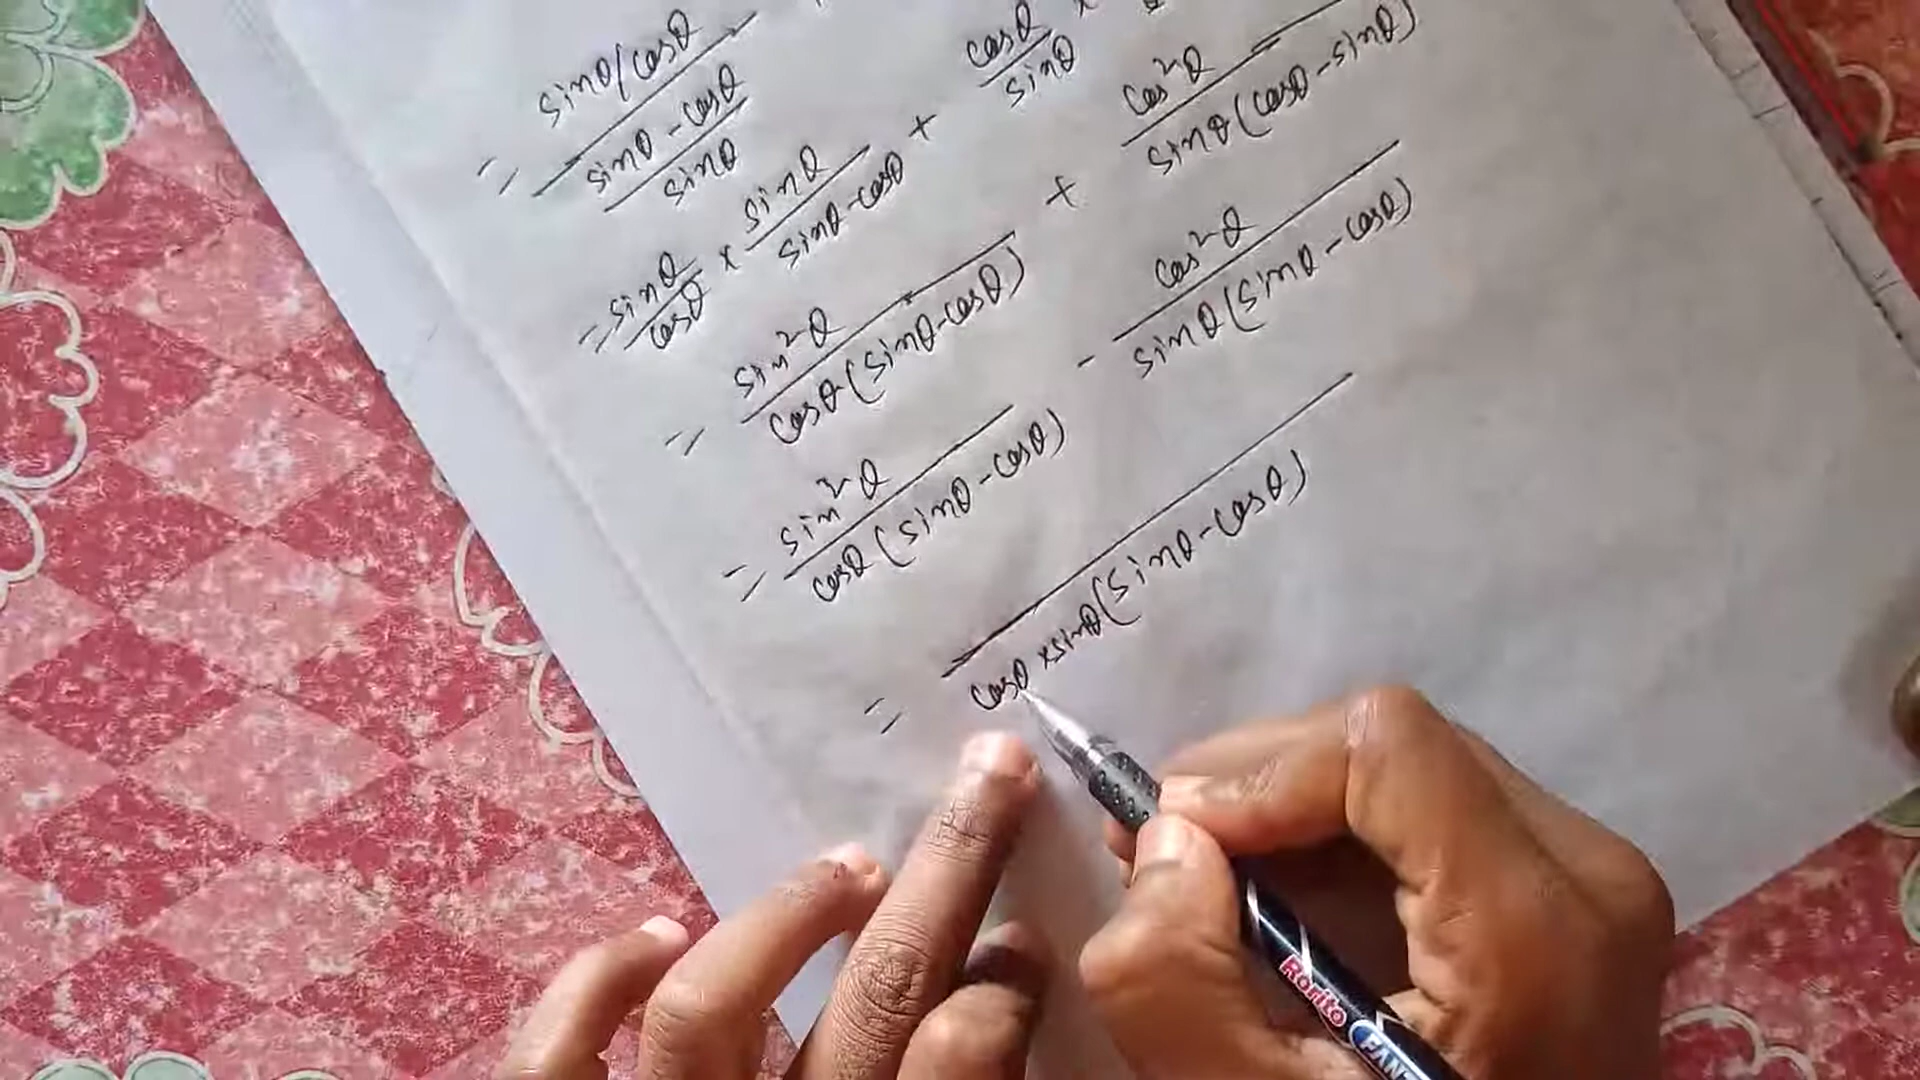 = sinθ/cosθ / (sinθ - cosθ)/sinθ
= sinθ/cosθ × sinθ/(sinθ - cosθ) + cosθ/sinθ ×
= sin²θ/cosθ(sinθ - cosθ) + cos²θ/sinθ(cosθ - sinθ)
= sin²θ/cosθ(sinθ - cosθ) - cos²θ/sinθ(sinθ - cosθ)
= /cosθ × sinθ(sinθ - cosθ)
Rorito